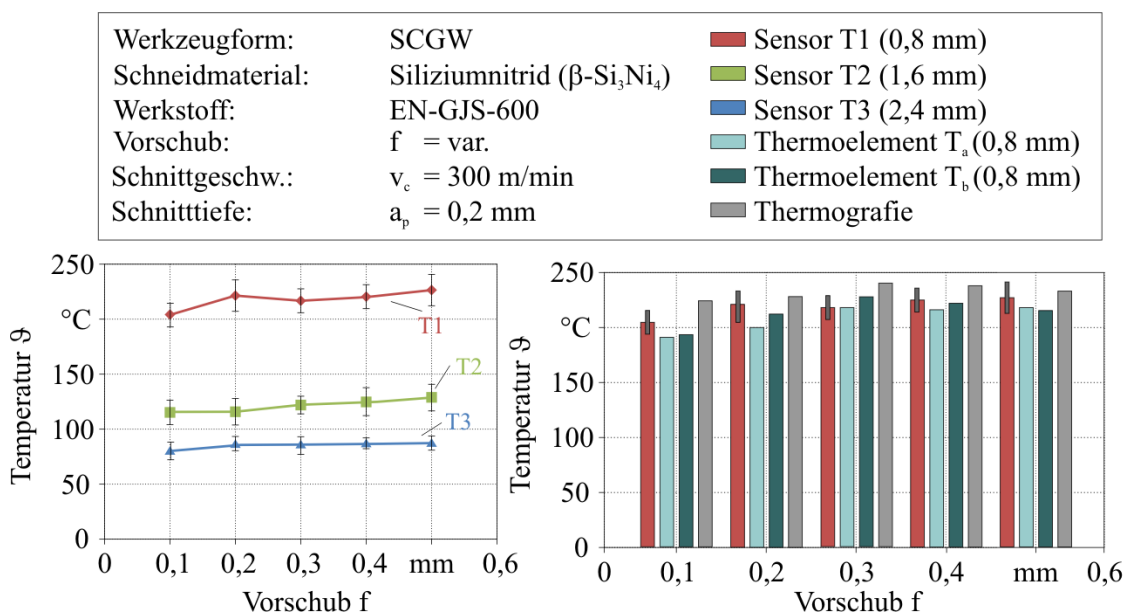 Werkzeugform: SCGW
Schneidmaterial: Siliziumnitrid (β-Si₃Ni₄)
Werkstoff: EN-GJS-600
Vorschub: f = var.
Schnittgeschw.: v_c = 300 m/min
Schnitttiefe: a_p = 0,2 mm
Sensor T1 (0,8 mm)
Sensor T2 (1,6 mm)
Sensor T3 (2,4 mm)
Thermoelement T_a (0,8 mm)
Thermoelement T_b (0,8 mm)
Thermografie
Temperatur ϑ
250
°C
150
100
50
0
T1
T2
T3
0 0,1 0,2 0,3 0,4 mm 0,6
Vorschub f
Temperatur ϑ
250
°C
150
100
50
0
0 0,1 0,2 0,3 0,4 mm 0,6
Vorschub f